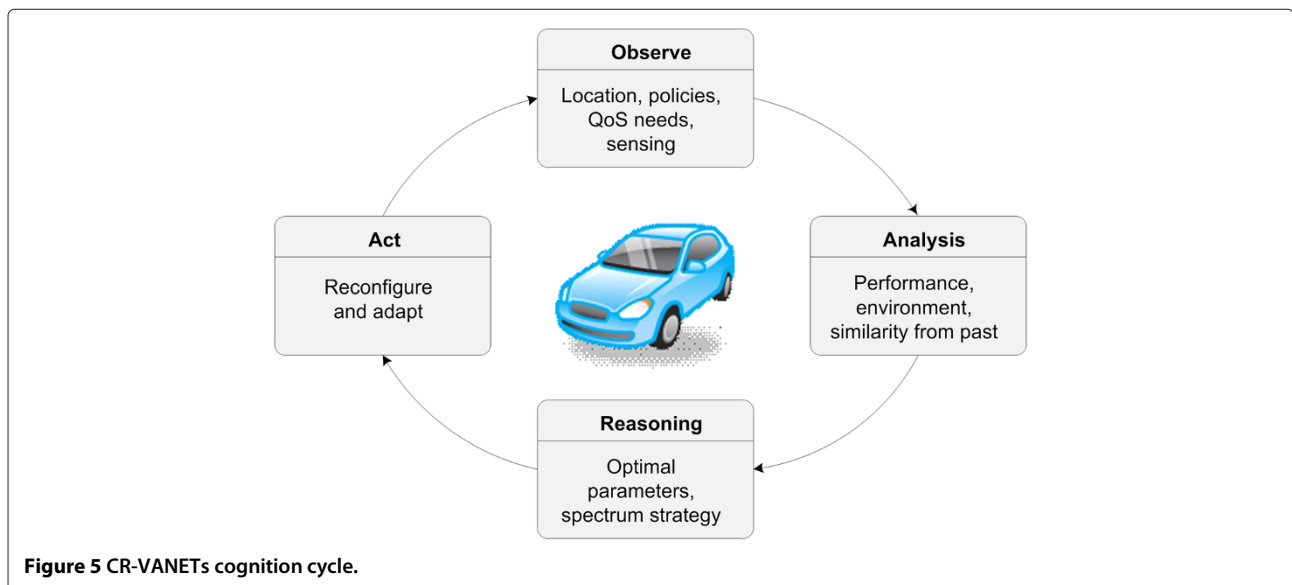 Observe
Location, policies,
QoS needs,
sensing
Act
Reconfigure
and adapt
Analysis
Performance,
environment,
similarity from past
Reasoning
Optimal
parameters,
spectrum strategy
Figure 5 CR-VANETs cognition cycle.